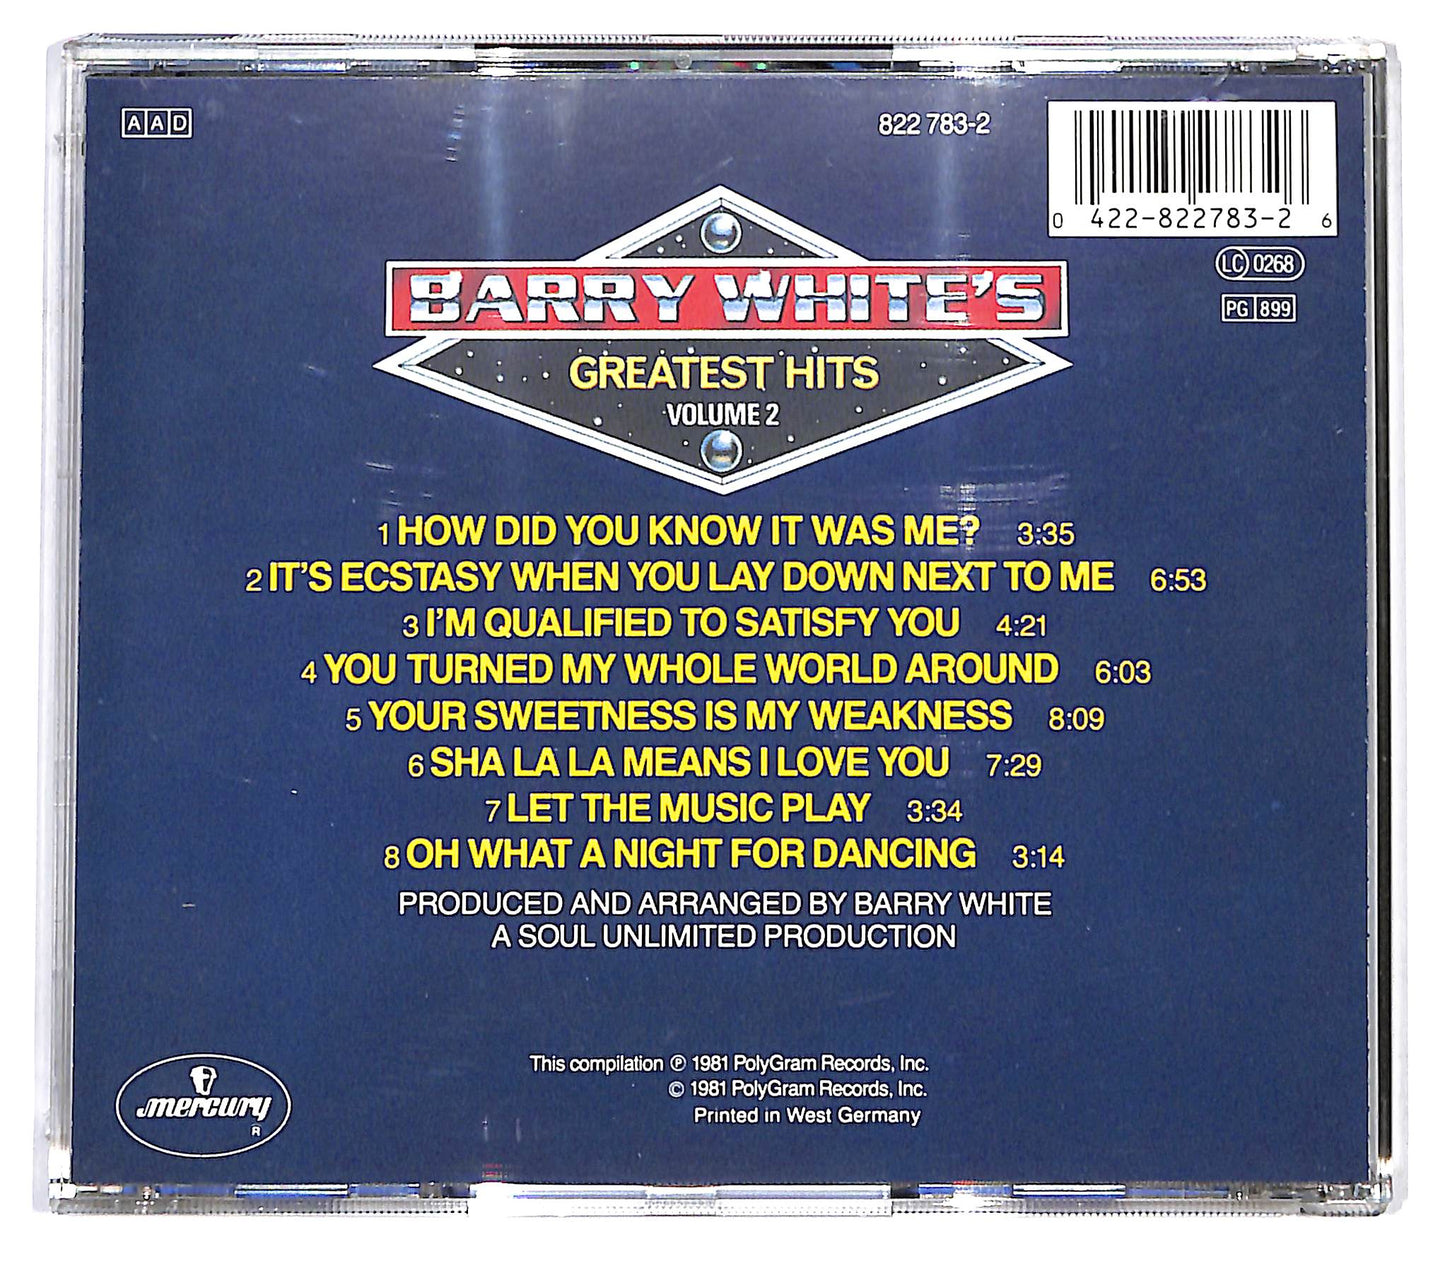 AAD
822 783-2
0 422-822783-2 6
LC 0268
PG 899
BARRY WHITE'S
GREATEST HITS
VOLUME 2
1 HOW DID YOU KNOW IT WAS ME? 3:35
2 IT'S ECSTASY WHEN YOU LAY DOWN NEXT TO ME 6:53
3 I'M QUALIFIED TO SATISFY YOU 4:21
4 YOU TURNED MY WHOLE WORLD AROUND 6:03
5 YOUR SWEETNESS IS MY WEAKNESS 8:09
6 SHA LA LA MEANS I LOVE YOU 7:29
7 LET THE MUSIC PLAY 3:34
8 OH WHAT A NIGHT FOR DANCING 3:14
PRODUCED AND ARRANGED BY BARRY WHITE
A SOUL UNLIMITED PRODUCTION
This compilation ℗ 1981 PolyGram Records, Inc.
© 1981 PolyGram Records, Inc.
Printed in West Germany
mercury
R